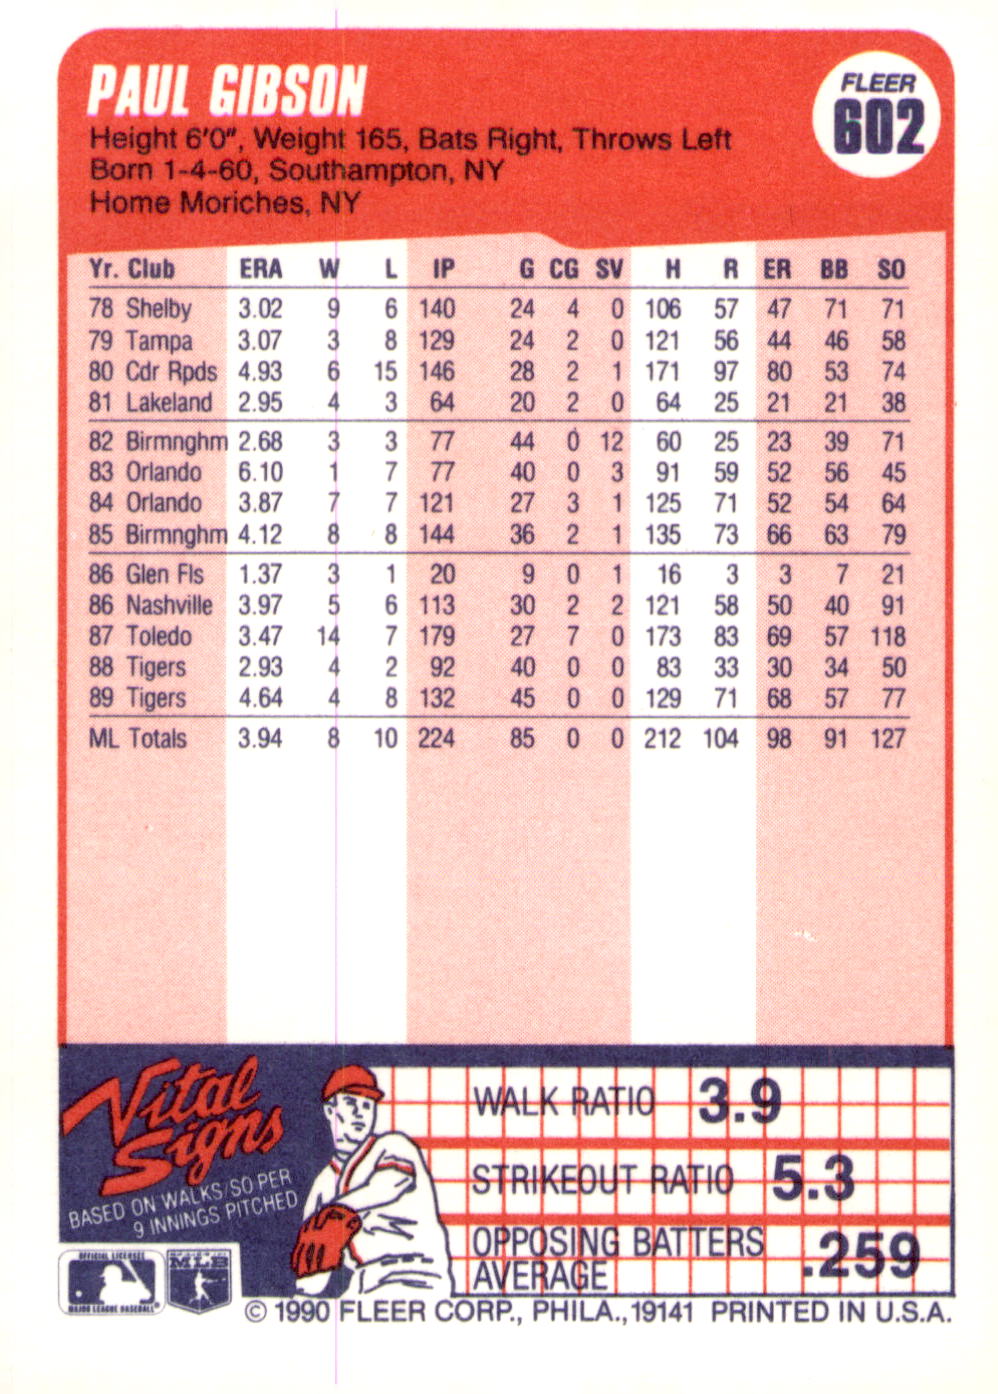 PAUL GIBSON
FLEER
602
Height 6'0", Weight 165, Bats Right, Throws Left
Born 1-4-60, Southampton, NY
Home Moriches, NY
Yr. Club ERA W L IP G CG SV H R ER BB SO
78 Shelby 3.02 9 6 140 24 4 0 106 57 47 71 71
79 Tampa 3.07 3 8 129 24 2 0 121 56 44 46 58
80 Cdr Rpds 4.93 6 15 146 28 2 1 171 97 80 53 74
81 Lakeland 2.95 4 3 64 20 2 0 64 25 21 21 38
82 Birmnghm 2.68 3 3 77 44 0 12 60 25 23 39 71
83 Orlando 6.10 1 7 77 40 0 3 91 59 52 56 45
84 Orlando 3.87 7 7 121 27 3 1 125 71 52 54 64
85 Birmnghm 4.12 8 8 144 36 2 1 135 73 66 63 79
86 Glen Fls 1.37 3 1 20 9 0 1 16 3 3 7 21
86 Nashville 3.97 5 6 113 30 2 2 121 58 50 40 91
87 Toledo 3.47 14 7 179 27 7 0 173 83 69 57 118
88 Tigers 2.93 4 2 92 40 0 0 83 33 30 34 50
89 Tigers 4.64 4 8 132 45 0 0 129 71 68 57 77
ML Totals 3.94 8 10 224 85 0 0 212 104 98 91 127
Vital
Signs
BASED ON WALKS/SO PER
9 INNINGS PITCHED
WALK RATIO 3.9
STRIKEOUT RATIO 5.3
OPPOSING BATTERS
AVERAGE .259
OFFICIAL LICENSEE
MAJOR LEAGUE BASEBALL
MLB
© 1990 FLEER CORP., PHILA., 19141 PRINTED IN U.S.A.